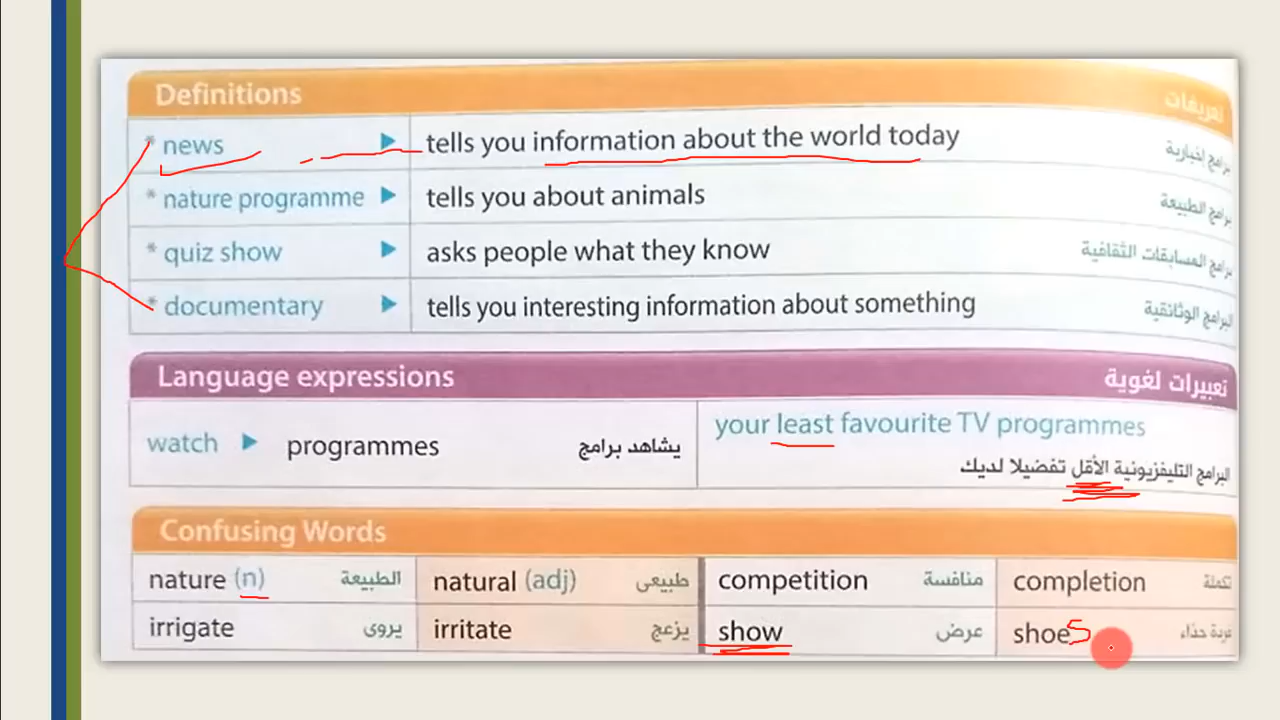 Definitions تعريفات
* news ▶ tells you information about the world today برامج إخبارية
* nature programme ▶ tells you about animals برامج الطبيعة
* quiz show ▶ asks people what they know برامج المسابقات الثقافية
* documentary ▶ tells you interesting information about something البرامج الوثائقية
Language expressions تعبيرات لغوية
watch ▶ programmes يشاهد برامج
your least favourite TV programmes
البرامج التليفزيونية الأقل تفضيلا لديك
Confusing Words
nature (n) الطبيعة natural (adj) طبيعى competition منافسة completion تكملة
irrigate يروى irritate يزعج show عرض shoes حذاء